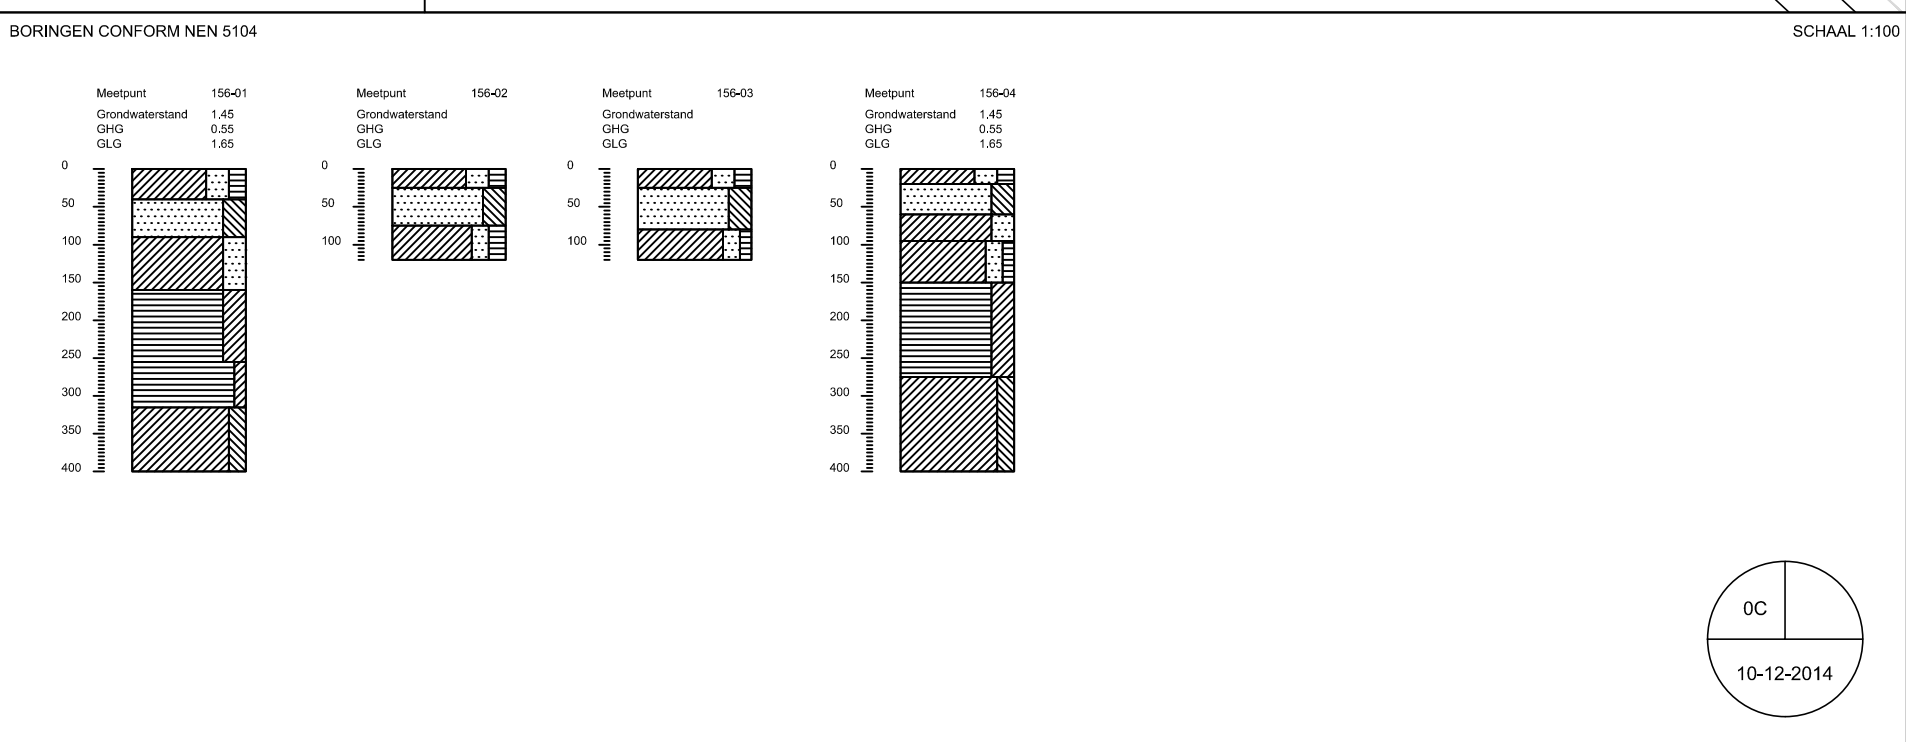 BORINGEN CONFORM NEN 5104
SCHAAL 1:100
Meetpunt 156-01
Grondwaterstand 1.45
GHG 0.55
GLG 1.65
0
50
100
150
200
250
300
350
400
Meetpunt 156-02
Grondwaterstand
GHG
GLG
0
50
100
Meetpunt 156-03
Grondwaterstand
GHG
GLG
0
50
100
Meetpunt 156-04
Grondwaterstand 1.45
GHG 0.55
GLG 1.65
0
50
100
150
200
250
300
350
400
0C
10-12-2014